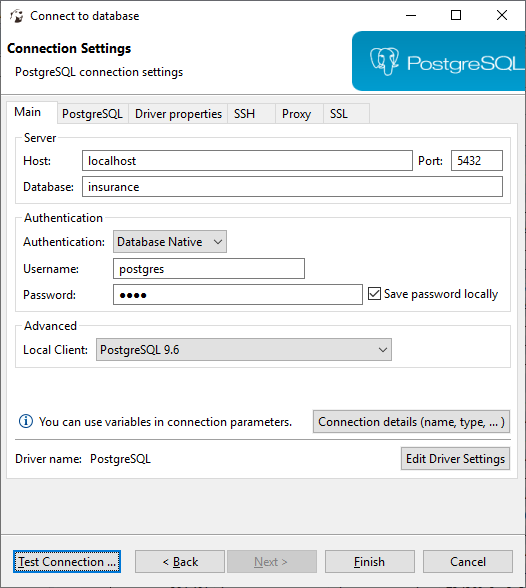 Connect to database
Connection Settings
PostgreSQL connection settings
PostgreSQL
Main PostgreSQL Driver properties SSH Proxy SSL
Server
Host: localhost Port: 5432
Database: insurance
Authentication
Authentication: Database Native
Username: postgres
Password: ●●●● Save password locally
Advanced
Local Client: PostgreSQL 9.6
You can use variables in connection parameters. Connection details (name, type, ... )
Driver name: PostgreSQL Edit Driver Settings
Test Connection ... < Back Next > Finish Cancel